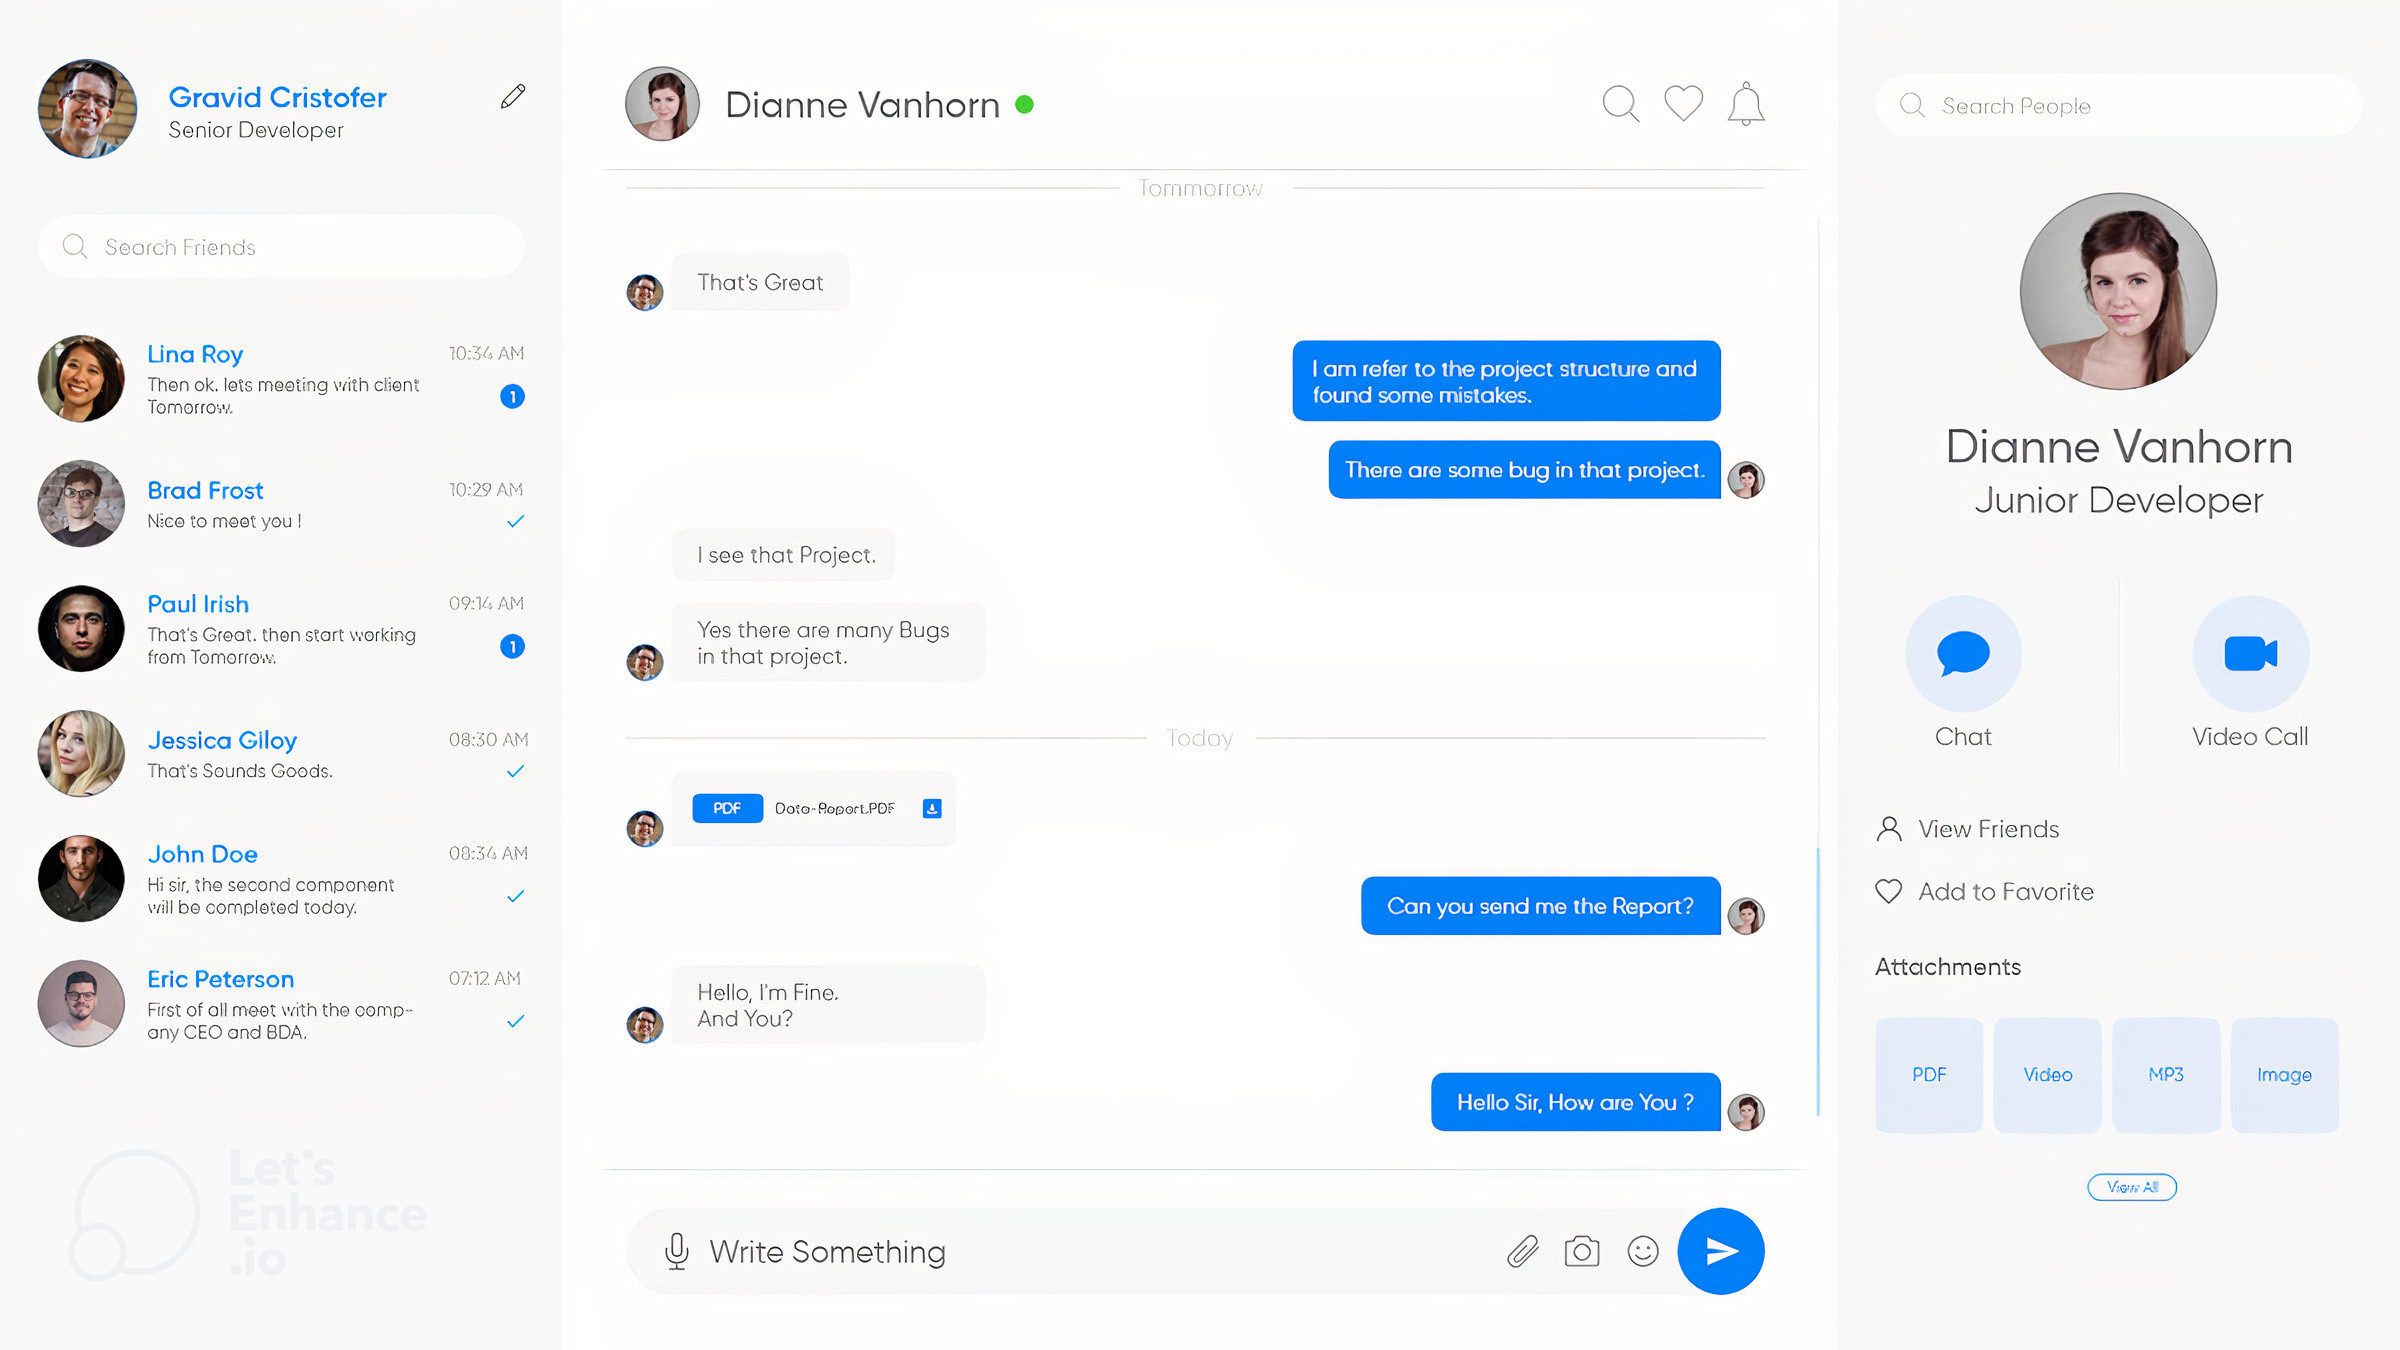 Gravid Cristofer
Senior Developer
Search Friends
Lina Roy
10:34 AM
Then ok. lets meeting with client
Tomorrow.
1
Brad Frost
10:29 AM
Nice to meet you !
Paul Irish
09:14 AM
That's Great. then start working
from Tomorrow.
1
Jessica Giloy
08:30 AM
That's Sounds Goods.
John Doe
08:34 AM
Hi sir, the second component
will be completed today.
Eric Peterson
07:12 AM
First of all meet with the comp-
any CEO and BDA.
Let's
Enhance
.io
Dianne Vanhorn
Tommorrow
That's Great
I am refer to the project structure and
found some mistakes.
There are some bug in that project.
I see that Project.
Yes there are many Bugs
in that project.
Today
PDF
Data-Report.PDF
Can you send me the Report?
Hello, I'm Fine.
And You?
Hello Sir, How are You ?
Write Something
Search People
Dianne Vanhorn
Junior Developer
Chat
Video Call
View Friends
Add to Favorite
Attachments
PDF
Video
MP3
Image
View All